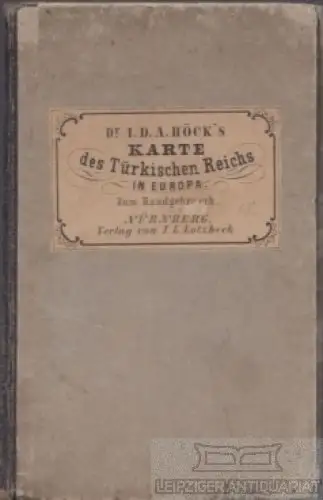 Dr. I. D. A. HÖCK'S
KARTE
des Türkischen Reichs
IN EUROPA.
Zum Handgebrauch
NÜRNBERG.
Verlag von J. L. Lotzbeck
LEIPZIGER ANTIQUARIAT